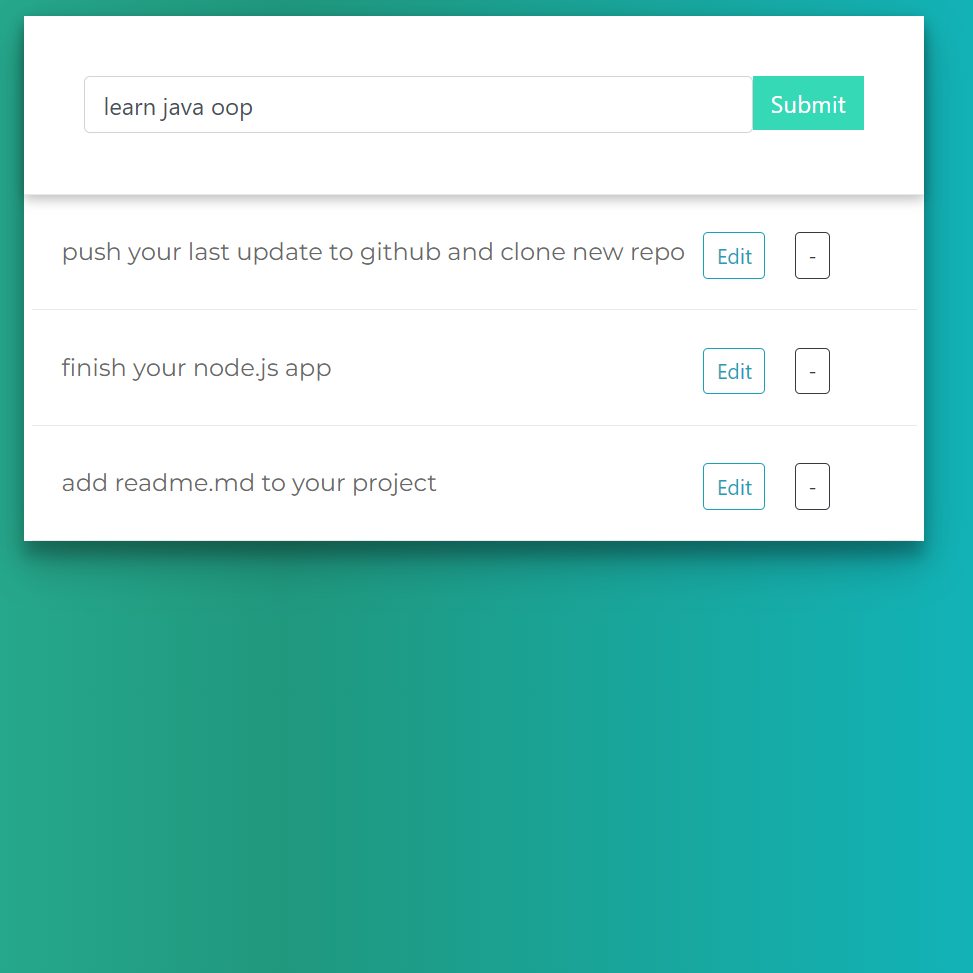 learn java oop Submit
push your last update to github and clone new repo Edit -
finish your node.js app Edit -
add readme.md to your project Edit -